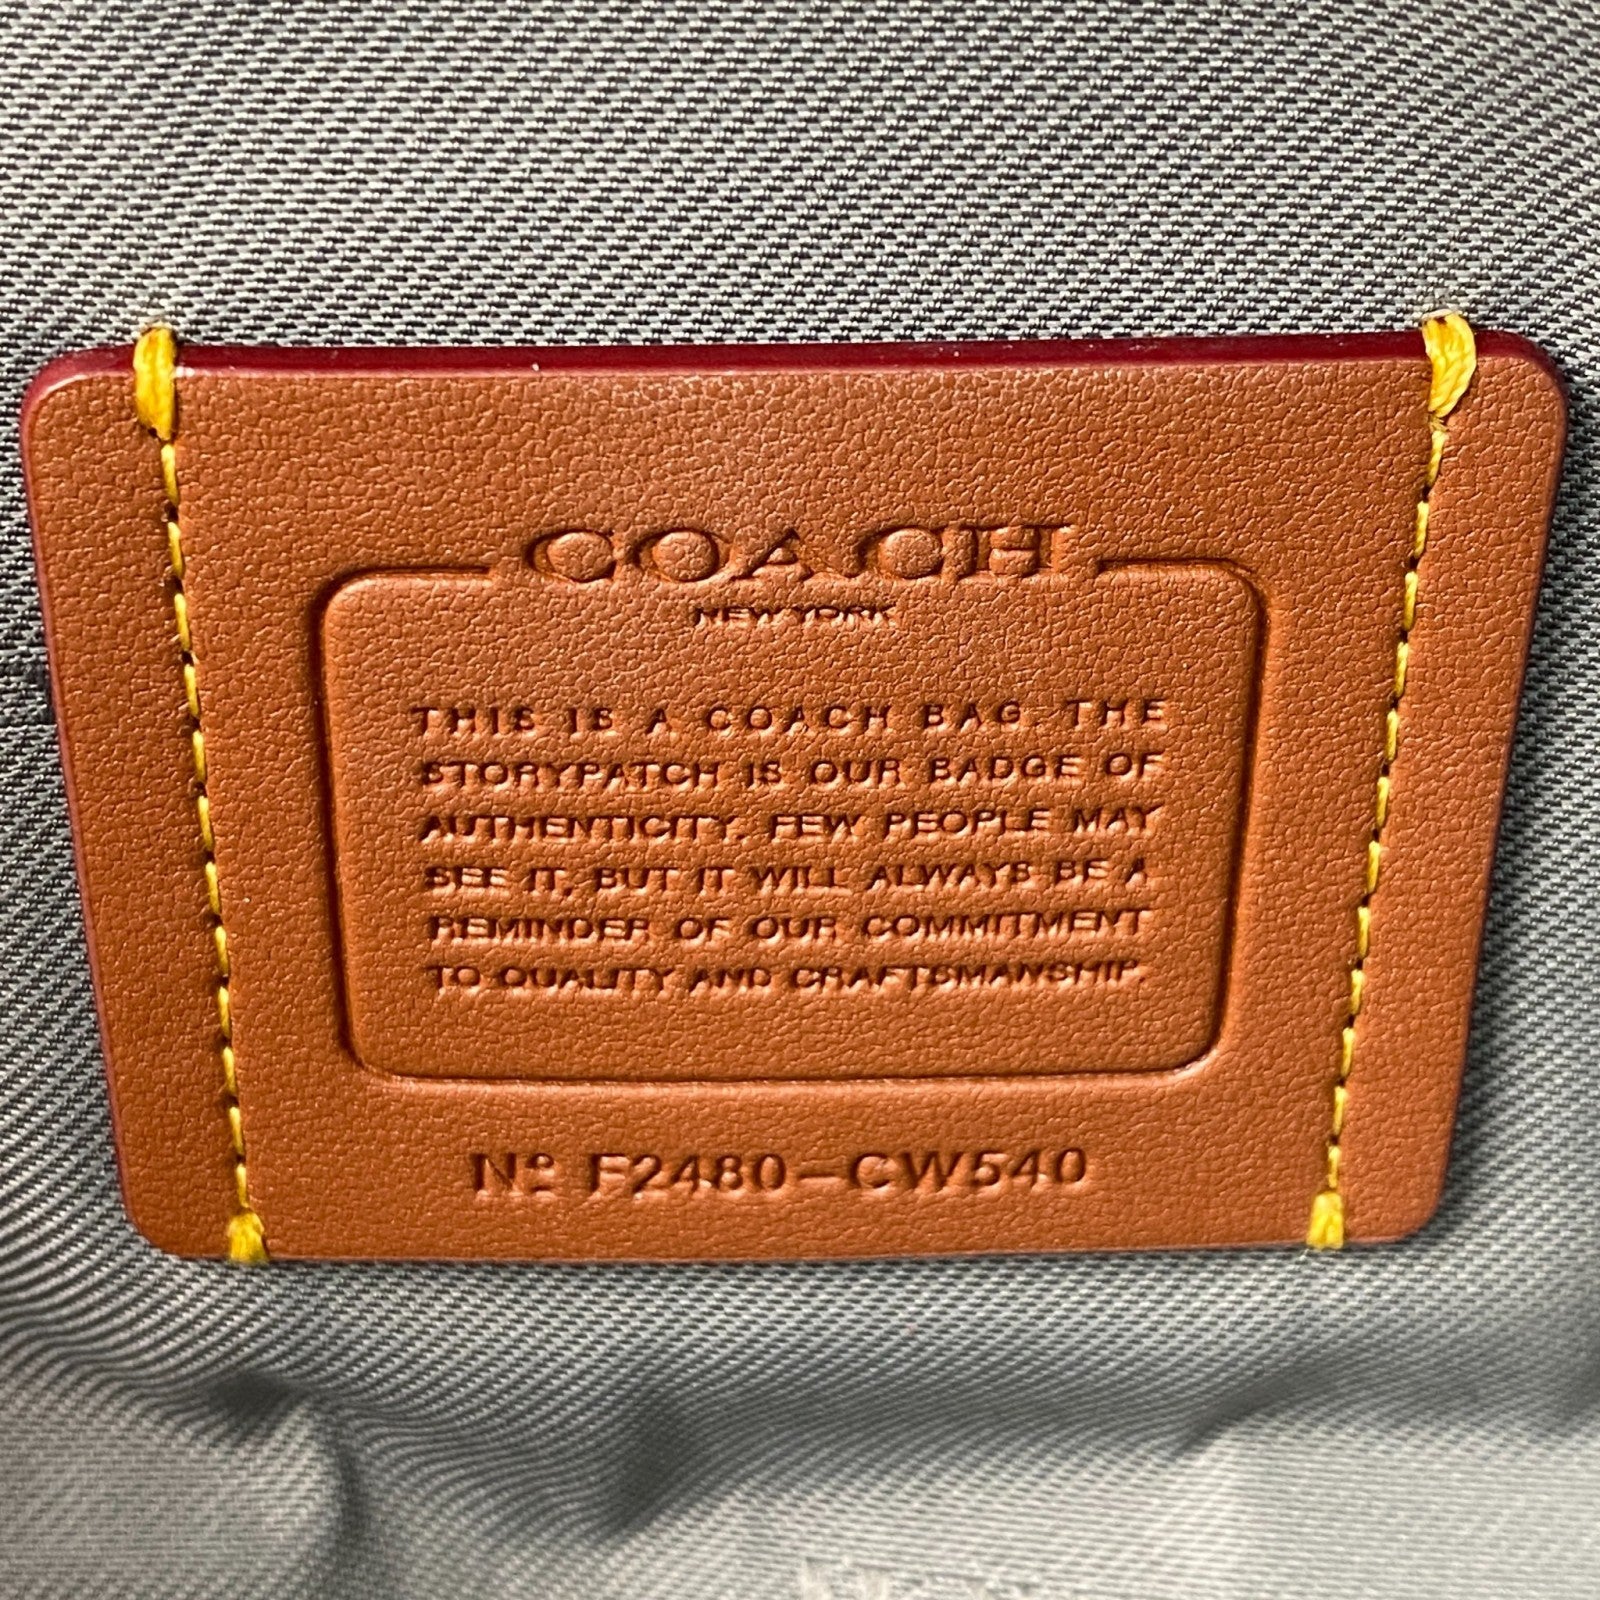 COACH
NEW YORK
THIS IS A COACH BAG. THE
STORYPATCH IS OUR BADGE OF
AUTHENTICITY. FEW PEOPLE MAY
SEE IT, BUT IT WILL ALWAYS BE A
REMINDER OF OUR COMMITMENT
TO QUALITY AND CRAFTSMANSHIP.
Nº F2480-CW540